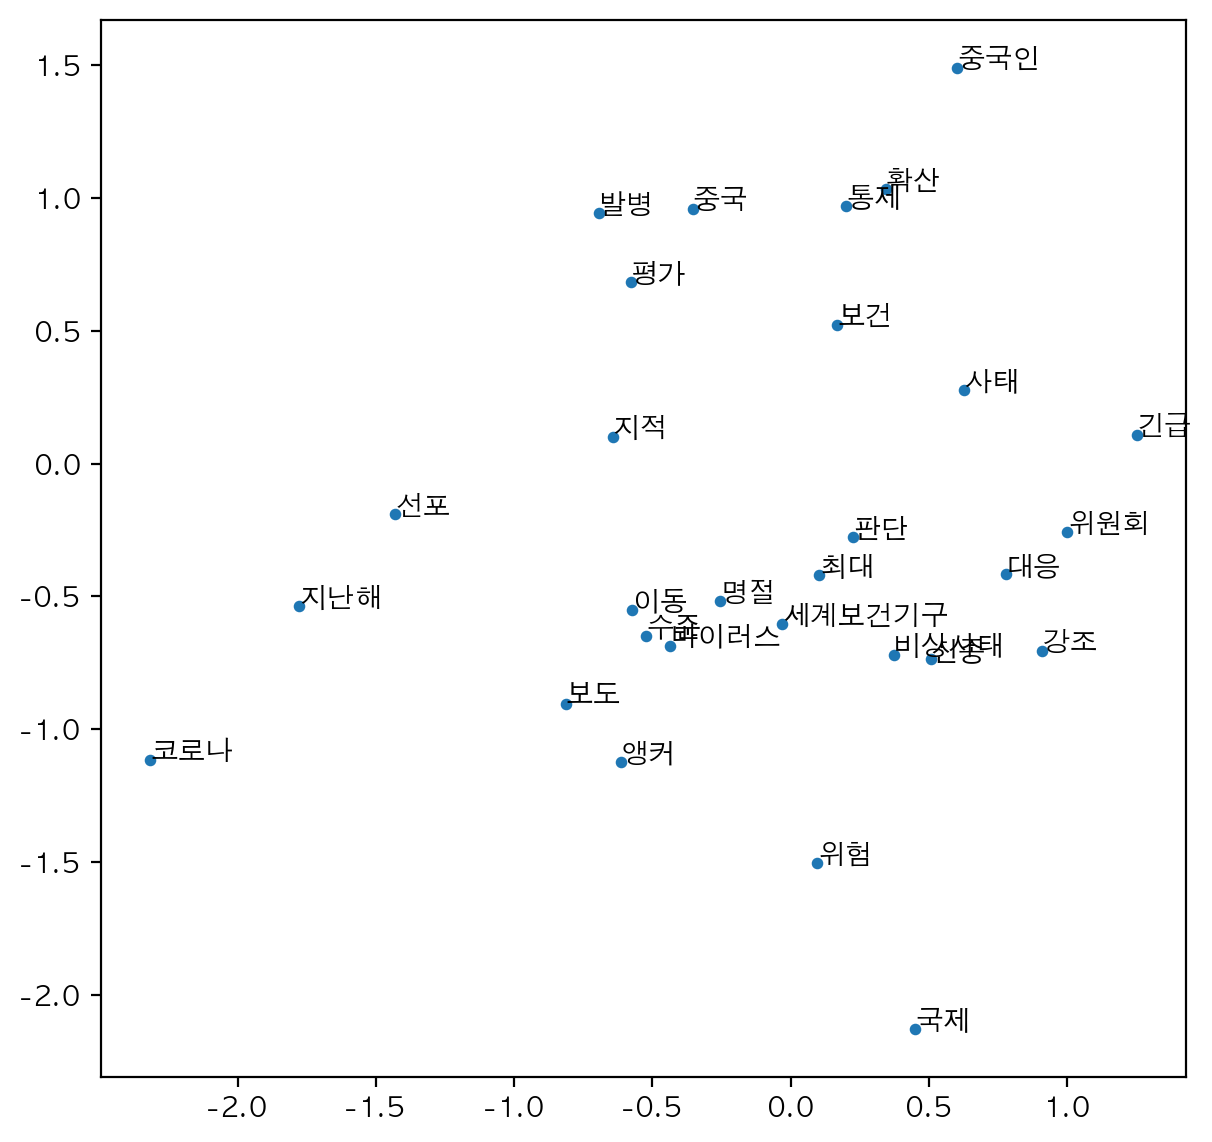 1.5
1.0
0.5
0.0
-0.5
-1.0
-1.5
-2.0
중국인
확산
통제
발병
중국
평가
보건
사태
긴급
지적
선포
위원회
판단
대응
최대
지난해
명절
이동
세계보건기구
수준
바이러스
비상사태
신종
강조
보도
코로나
앵커
위험
국제
-2.0 -1.5 -1.0 -0.5 0.0 0.5 1.0